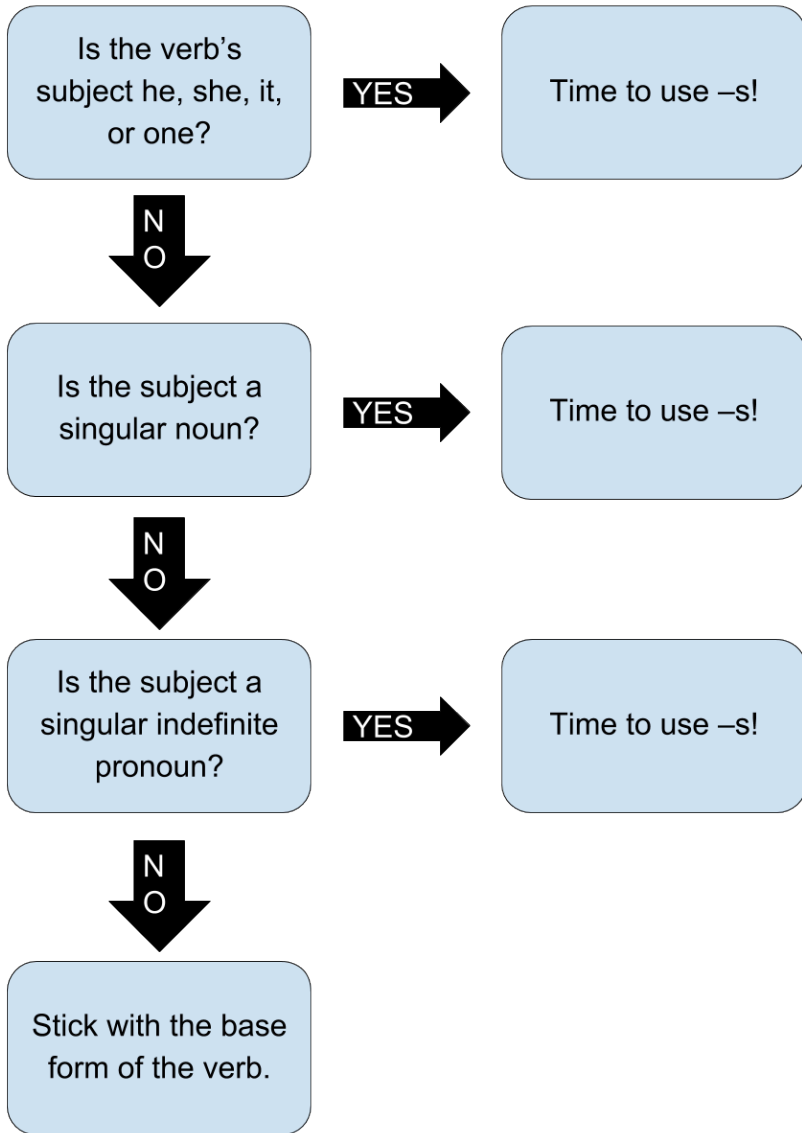 Is the verb’s
subject he, she, it,
or one?
YES
Time to use –s!
N
O
Is the subject a
singular noun?
YES
Time to use –s!
N
O
Is the subject a
singular indefinite
pronoun?
YES
Time to use –s!
N
O
Stick with the base
form of the verb.